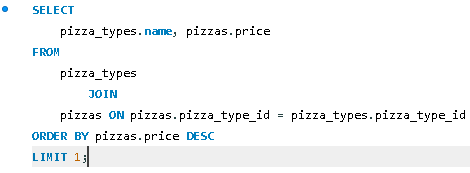 SELECT
pizza_types.name, pizzas.price
FROM
pizza_types
JOIN
pizzas ON pizzas.pizza_type_id = pizza_types.pizza_type_id
ORDER BY pizzas.price DESC
LIMIT 1;